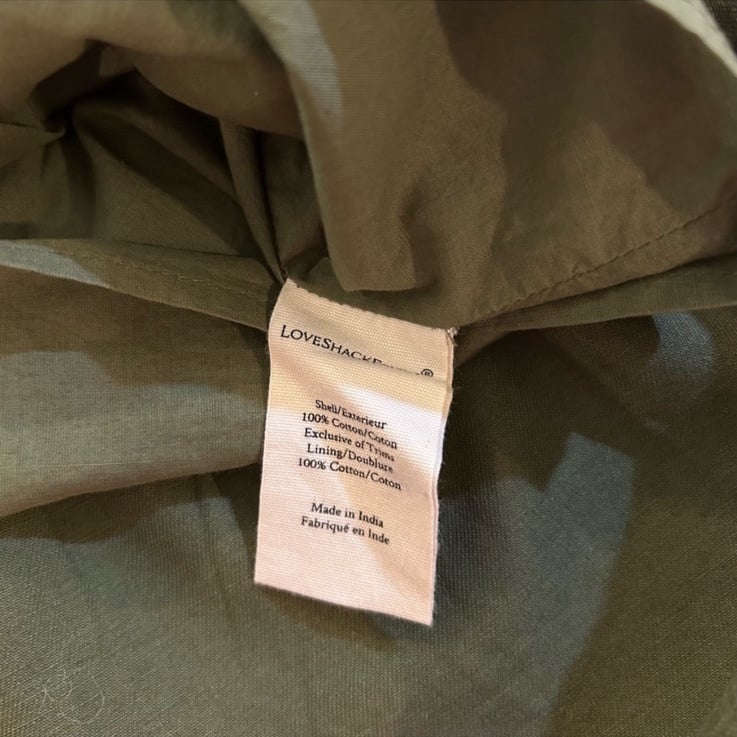 LOVESHACK
Shell/Exterieur
100% Cotton/Coton
Exclusive of Trims
Lining/Doublure
100% Cotton/Coton
Made in India
Fabriqué en Inde